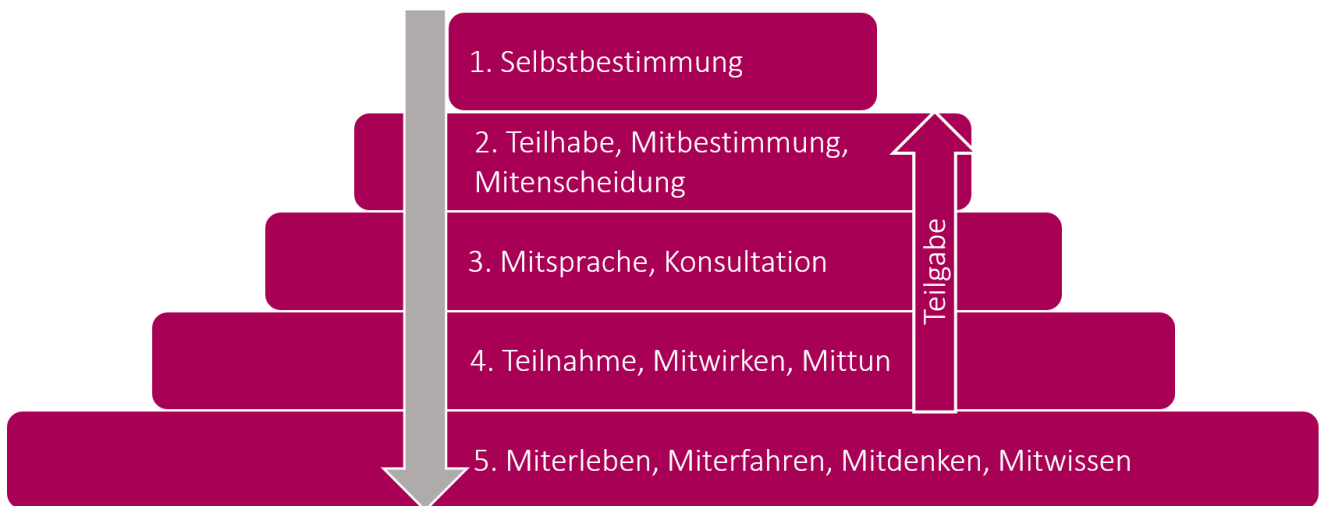 1. Selbstbestimmung
2. Teilhabe, Mitbestimmung,
Mitenscheidung
3. Mitsprache, Konsultation
Teilgabe
4. Teilnahme, Mitwirken, Mittun
5. Miterleben, Miterfahren, Mitdenken, Mitwissen